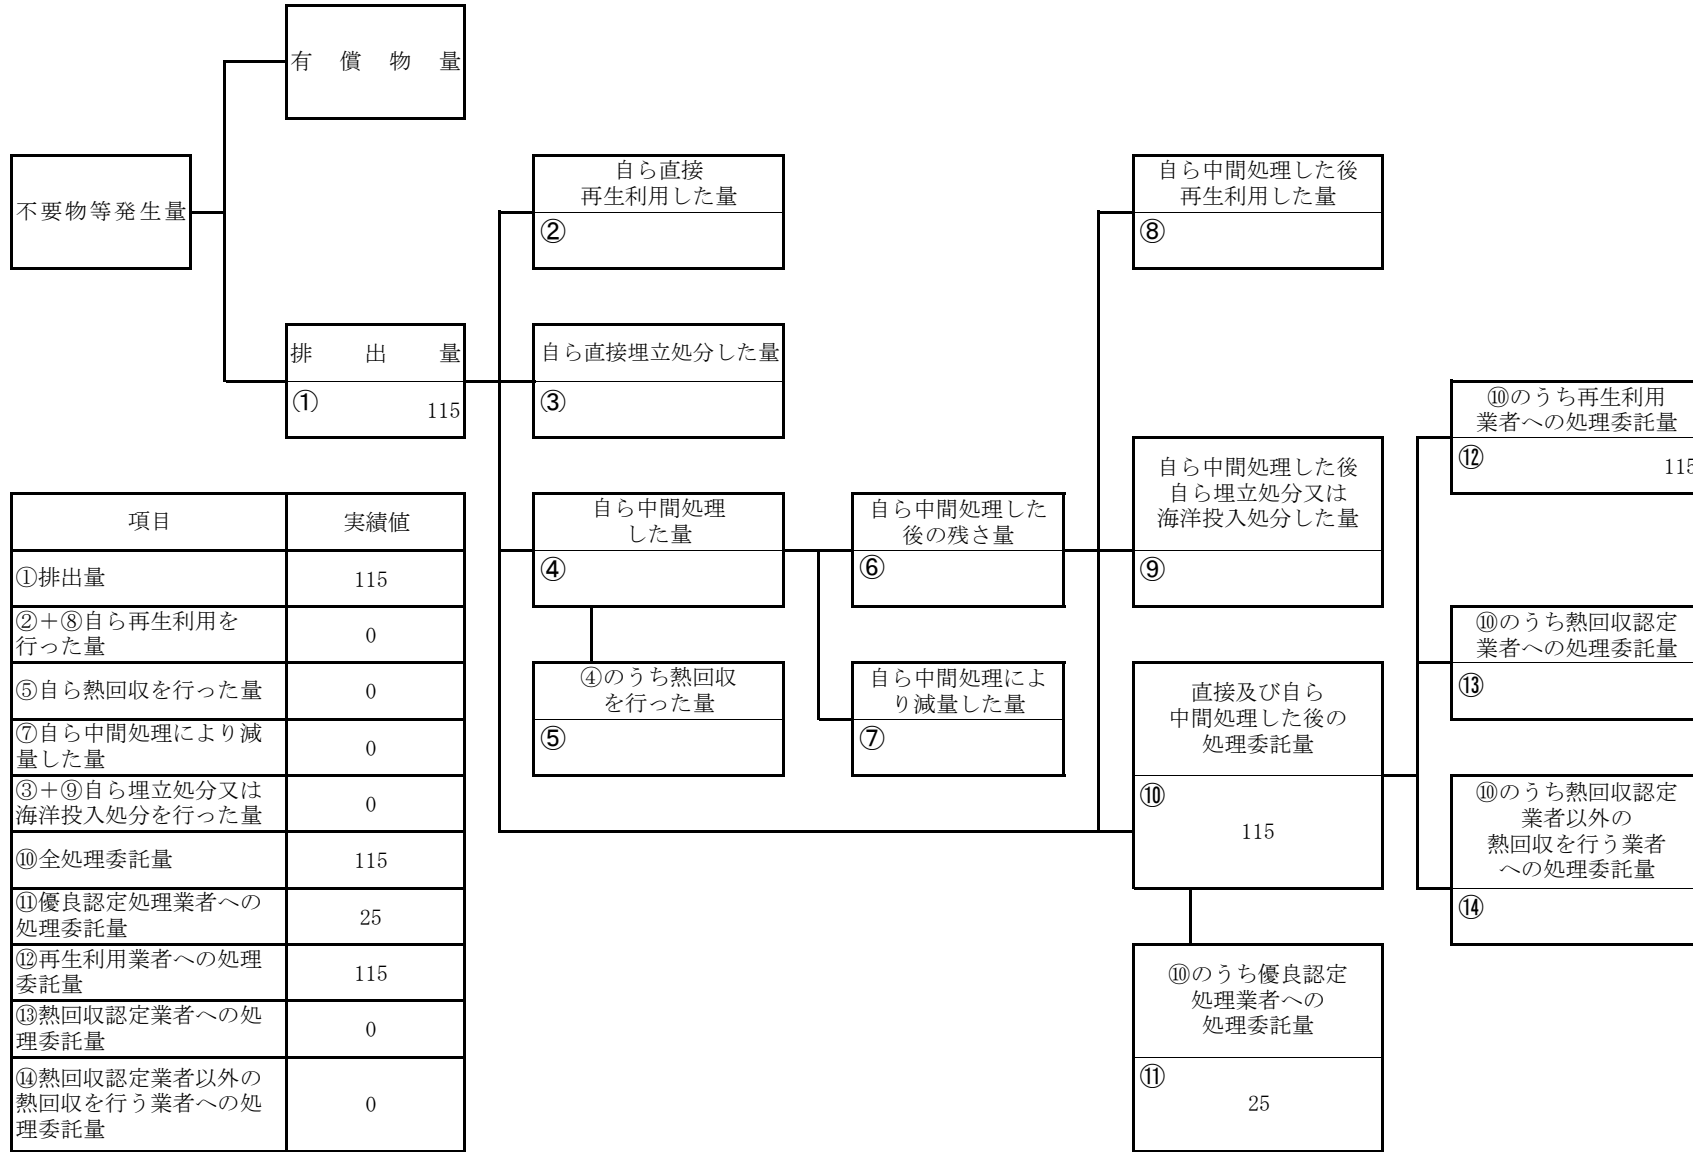 有償物量
不要物等発生量
自ら直接
再生利用した量
②
自ら中間処理した後
再生利用した量
⑧
排出量
①
115
自ら直接埋立処分した量
③
⑩のうち再生利用
業者への処理委託量
⑫
115
自ら中間処理
した量
④
自ら中間処理した
後の残さ量
⑥
自ら中間処理した後
自ら埋立処分又は
海洋投入処分した量
⑨
⑩のうち熱回収認定
業者への処理委託量
⑬
④のうち熱回収
を行った量
⑤
自ら中間処理によ
り減量した量
⑦
直接及び自ら
中間処理した後の
処理委託量
⑩
115
⑩のうち熱回収認定
業者以外の
熱回収を行う業者
への処理委託量
⑭
⑩のうち優良認定
処理業者への
処理委託量
⑪
25
項目 実績値
①排出量 115
②+⑧自ら再生利用を
行った量 0
⑤自ら熱回収を行った量 0
⑦自ら中間処理により減
量した量 0
③+⑨自ら埋立処分又は
海洋投入処分を行った量 0
⑩全処理委託量 115
⑪優良認定処理業者への
処理委託量 25
⑫再生利用業者への処理
委託量 115
⑬熱回収認定業者への処
理委託量 0
⑭熱回収認定業者以外の
熱回収を行う業者への処
理委託量 0